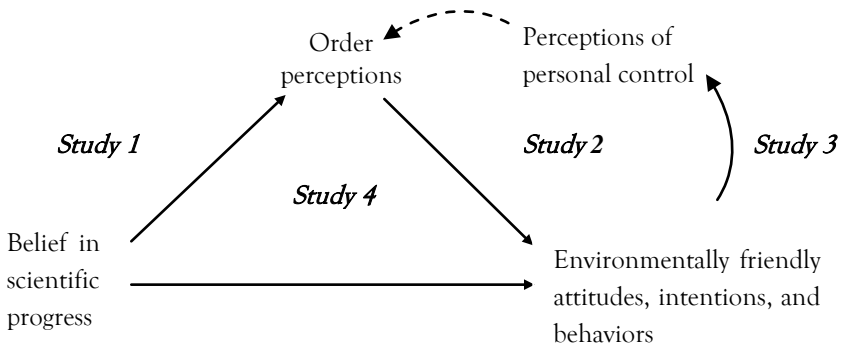 Order
perceptions
Perceptions of
personal control
Study 1
Study 2
Study 3
Study 4
Belief in
scientific
progress
Environmentally friendly
attitudes, intentions, and
behaviors